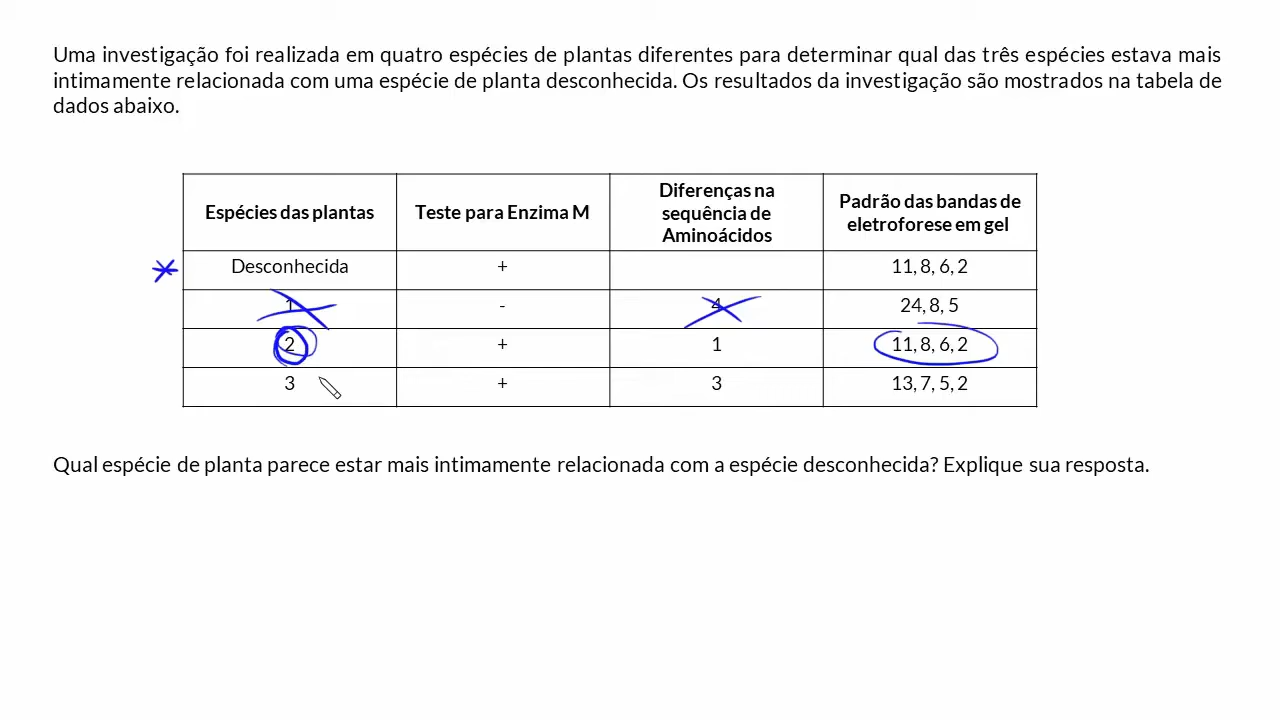 Uma investigação foi realizada em quatro espécies de plantas diferentes para determinar qual das três espécies estava mais
intimamente relacionada com uma espécie de planta desconhecida. Os resultados da investigação são mostrados na tabela de
dados abaixo.
Espécies das plantas Teste para Enzima M Diferenças na sequência de Aminoácidos Padrão das bandas de eletroforese em gel
Desconhecida + 11, 8, 6, 2
1 - 4 24, 8, 5
2 + 1 11, 8, 6, 2
3 + 3 13, 7, 5, 2
Qual espécie de planta parece estar mais intimamente relacionada com a espécie desconhecida? Explique sua resposta.